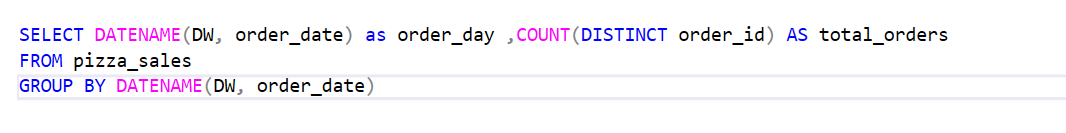 SELECT DATENAME(DW, order_date) as order_day ,COUNT(DISTINCT order_id) AS total_orders
FROM pizza_sales
GROUP BY DATENAME(DW, order_date)